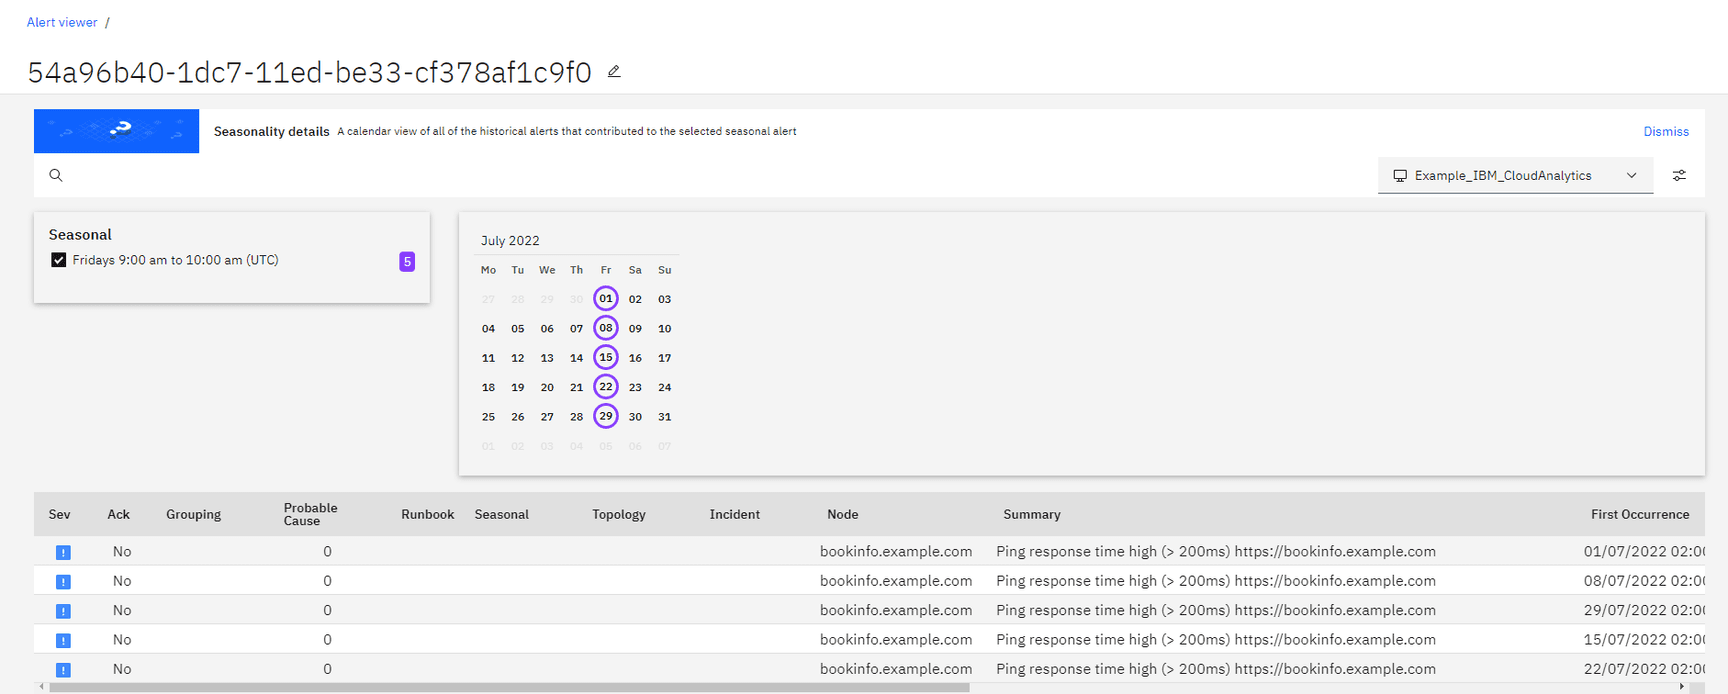 Alert viewer /
54a96b40-1dc7-11ed-be33-cf378af1c9f0
Seasonality details A calendar view of all of the historical alerts that contributed to the selected seasonal alert Dismiss
Example_IBM_CloudAnalytics
Seasonal
Fridays 9:00 am to 10:00 am (UTC) 5
July 2022
Mo Tu We Th Fr Sa Su
27 28 29 30 01 02 03
04 05 06 07 08 09 10
11 12 13 14 15 16 17
18 19 20 21 22 23 24
25 26 27 28 29 30 31
01 02 03 04 05 06 07
Sev Ack Grouping Probable Cause Runbook Seasonal Topology Incident Node Summary First Occurrence
! No 0 bookinfo.example.com Ping response time high (> 200ms) https://bookinfo.example.com 01/07/2022 02:00
! No 0 bookinfo.example.com Ping response time high (> 200ms) https://bookinfo.example.com 08/07/2022 02:00
! No 0 bookinfo.example.com Ping response time high (> 200ms) https://bookinfo.example.com 29/07/2022 02:00
! No 0 bookinfo.example.com Ping response time high (> 200ms) https://bookinfo.example.com 15/07/2022 02:00
! No 0 bookinfo.example.com Ping response time high (> 200ms) https://bookinfo.example.com 22/07/2022 02:00